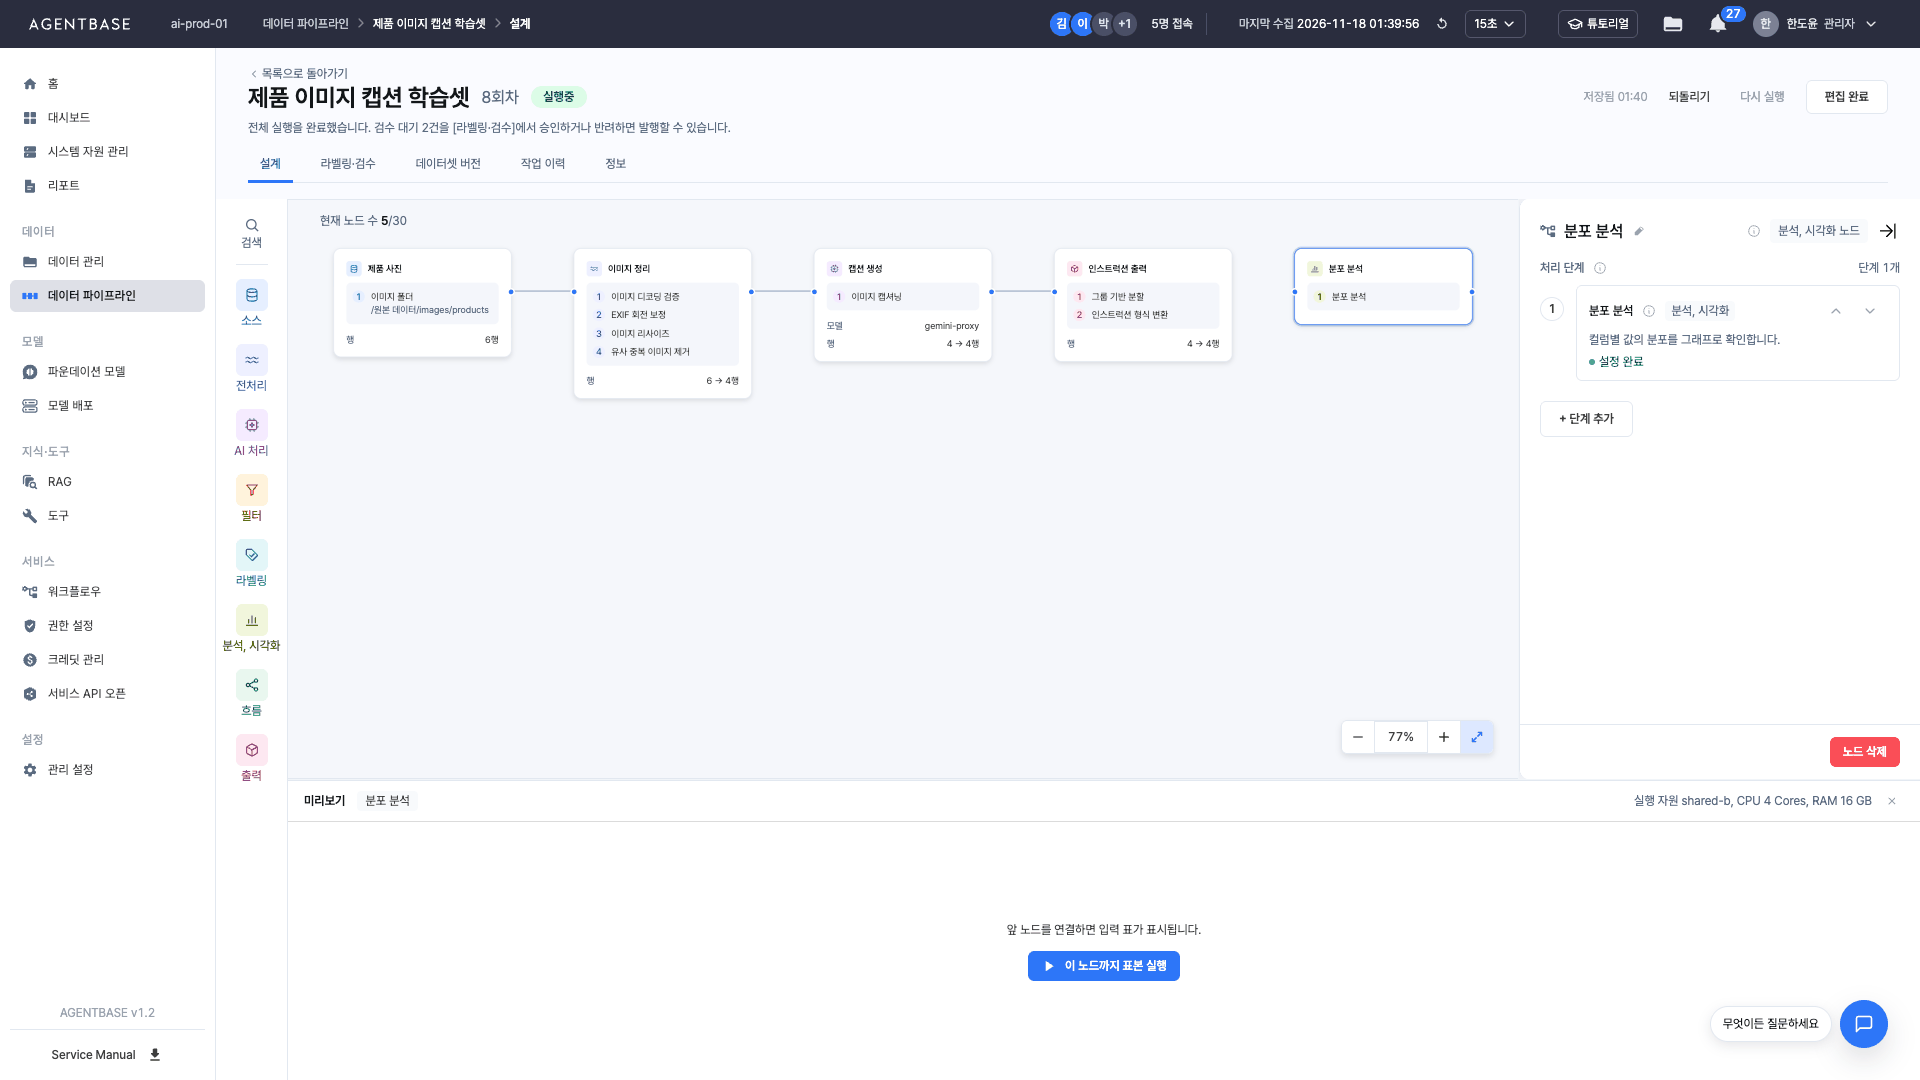 AGENTBASE
ai-prod-01
데이터 파이프라인 > 제품 이미지 캡션 학습셋 > 설계
김 이 박 +1 5명 접속
마지막 수집 2026-11-18 01:39:56
15초
튜토리얼
27
한 한도윤 관리자
홈
대시보드
시스템 자원 관리
리포트
데이터
데이터 관리
데이터 파이프라인
모델
파운데이션 모델
모델 배포
지식·도구
RAG
도구
서비스
워크플로우
권한 설정
크레딧 관리
서비스 API 오픈
설정
관리 설정
AGENTBASE v1.2
Service Manual
목록으로 돌아가기
제품 이미지 캡션 학습셋 8회차 실행중
전체 실행을 완료했습니다. 검수 대기 2건을 [라벨링·검수]에서 승인하거나 반려하면 발행할 수 있습니다.
저장됨 01:40 되돌리기 다시 실행 편집 완료
설계 라벨링·검수 데이터셋 버전 작업 이력 정보
검색
소스
전처리
AI 처리
필터
라벨링
분석, 시각화
흐름
출력
현재 노드 수 5/30
제품 사진
1 이미지 폴더
/원본 데이터/images/products
행 6행
이미지 정리
1 이미지 디코딩 검증
2 EXIF 회전 보정
3 이미지 리사이즈
4 유사 중복 이미지 제거
행 6 → 4행
캡션 생성
1 이미지 캡셔닝
모델 gemini-proxy
행 4 → 4행
인스트럭션 출력
1 그룹 기반 분할
2 인스트럭션 형식 변환
행 4 → 4행
분포 분석
1 분포 분석
77%
분포 분석
분석, 시각화 노드
처리 단계 단계 1개
1 분포 분석 분석, 시각화
컬럼별 값의 분포를 그래프로 확인합니다.
설정 완료
+ 단계 추가
노드 삭제
미리보기 분포 분석
실행 자원 shared-b, CPU 4 Cores, RAM 16 GB
앞 노드를 연결하면 입력 표가 표시됩니다.
이 노드까지 표본 실행
무엇이든 질문하세요